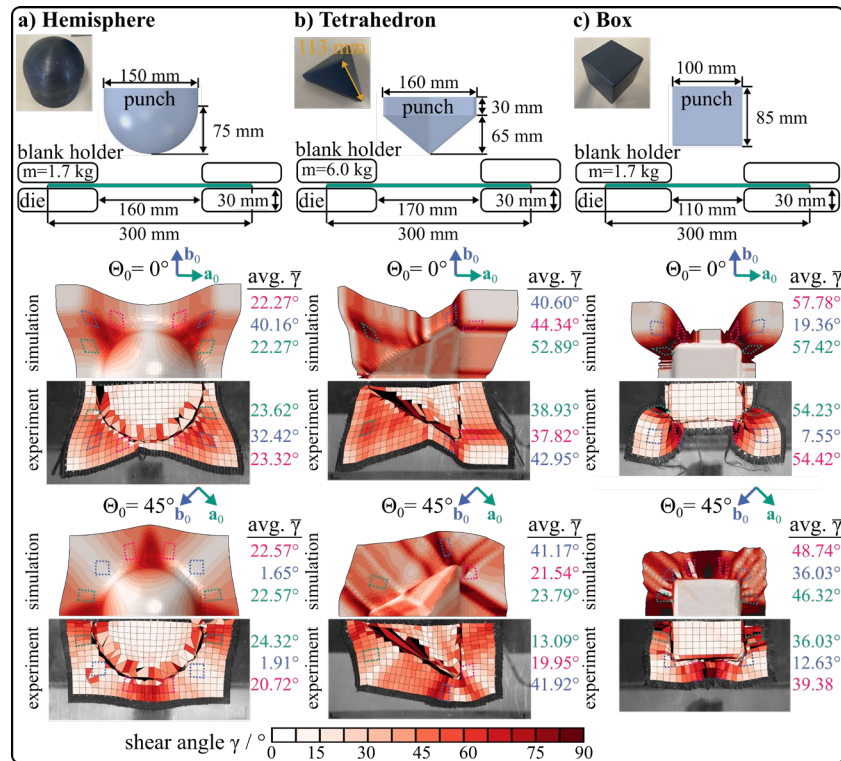 a) Hemisphere
150 mm
punch
75 mm
blank holder
m=1.7 kg
die
160 mm
30 mm
300 mm
Θ₀= 0°
b₀
a₀
avg. γ̅
simulation
22.27°
40.16°
22.27°
experiment
23.62°
32.42°
23.32°
Θ₀= 45°
b₀
a₀
avg. γ̅
simulation
22.57°
1.65°
22.57°
experiment
24.32°
1.91°
20.72°
b) Tetrahedron
113 mm
160 mm
punch
30 mm
65 mm
blank holder
m=6.0 kg
die
170 mm
30 mm
300 mm
Θ₀= 0°
b₀
a₀
avg. γ̅
simulation
40.60°
44.34°
52.89°
experiment
38.93°
37.82°
42.95°
Θ₀= 45°
b₀
a₀
avg. γ̅
simulation
41.17°
21.54°
23.79°
experiment
13.09°
19.95°
41.92°
c) Box
100 mm
punch
85 mm
blank holder
m=1.7 kg
die
110 mm
30 mm
300 mm
Θ₀= 0°
b₀
a₀
avg. γ̅
simulation
57.78°
19.36°
57.42°
experiment
54.23°
7.55°
54.42°
Θ₀= 45°
b₀
a₀
avg. γ̅
simulation
48.74°
36.03°
46.32°
experiment
36.03°
12.63°
39.38
shear angle γ / °
0 15 30 45 60 75 90